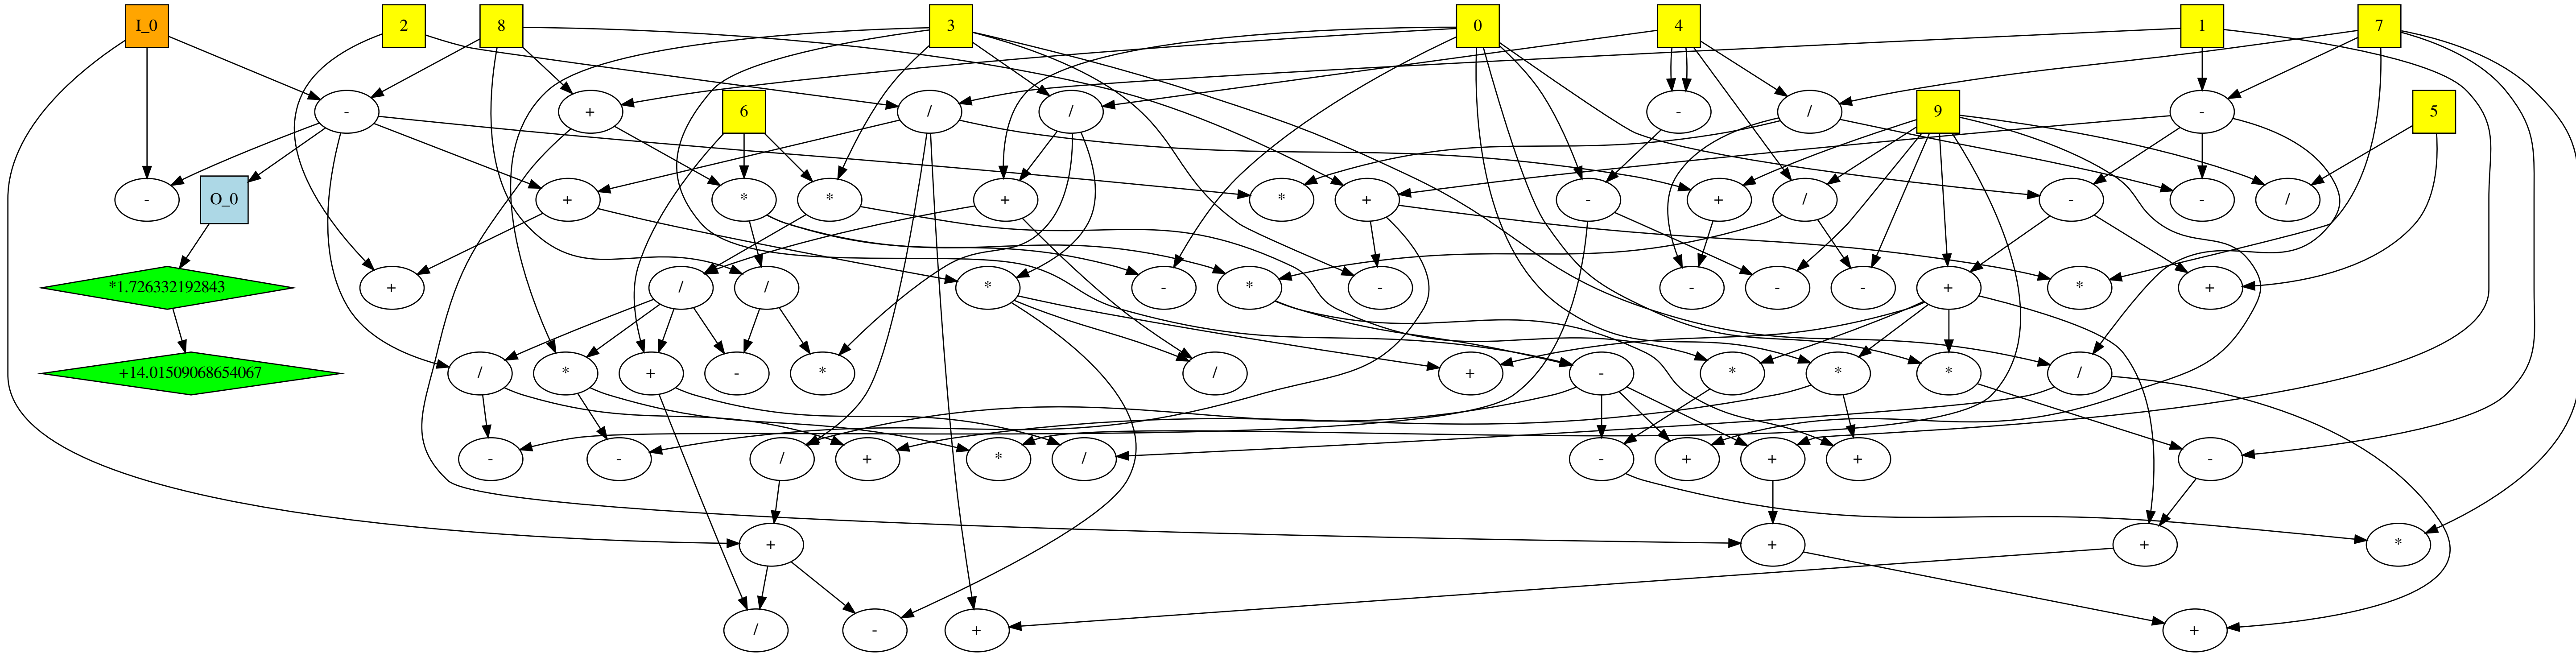 I_0 2 8 3 0 4 1 7
- + 6 / / - / 9 - 5
- O_0 + * * + * + - + / - - /
*1.726332192843 + / / * - * - - - - + * +
+14.01509068654067 / * + - * / + - * * * /
- - / + * / - + + + -
+ + + *
/ - + +